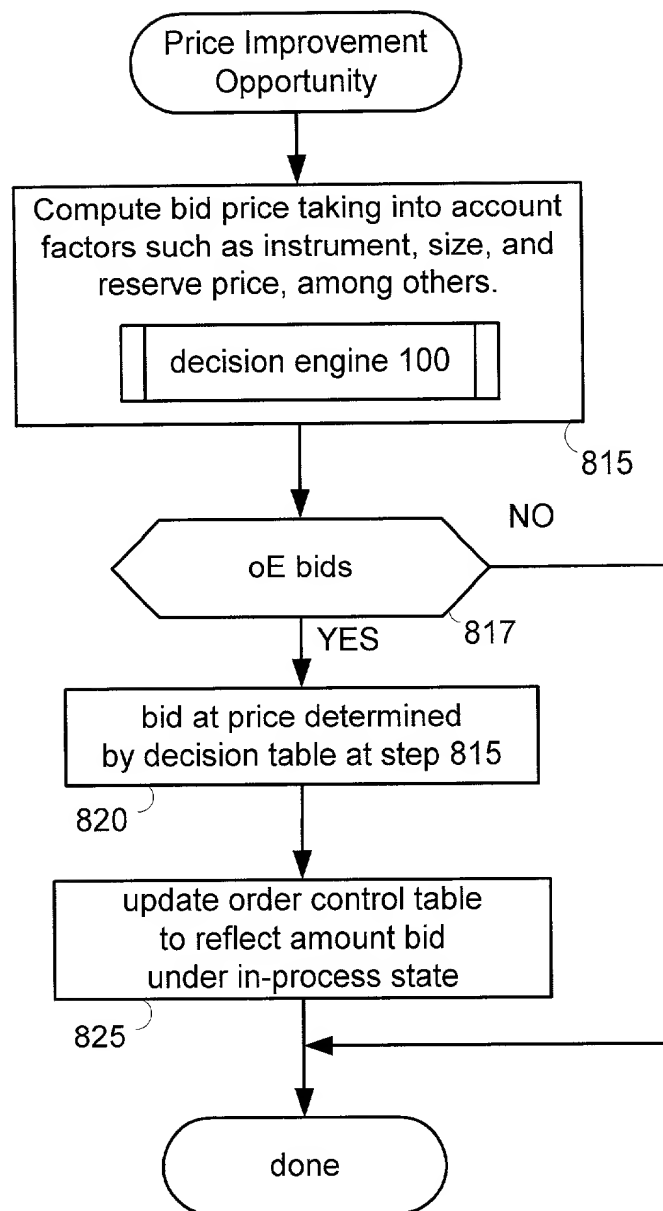 Price Improvement
Opportunity
Compute bid price taking into account
factors such as instrument, size, and
reserve price, among others.
decision engine 100
815
NO
oE bids
817
YES
bid at price determined
by decision table at step 815
820
update order control table
to reflect amount bid
under in-process state
825
done